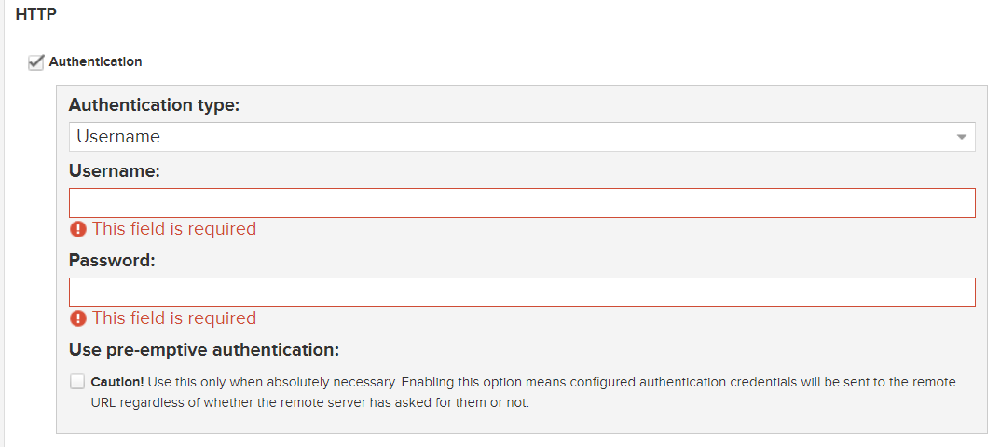 HTTP
Authentication
Authentication type:
Username
Username:
This field is required
Password:
This field is required
Use pre-emptive authentication:
Caution! Use this only when absolutely necessary. Enabling this option means configured authentication credentials will be sent to the remote
URL regardless of whether the remote server has asked for them or not.